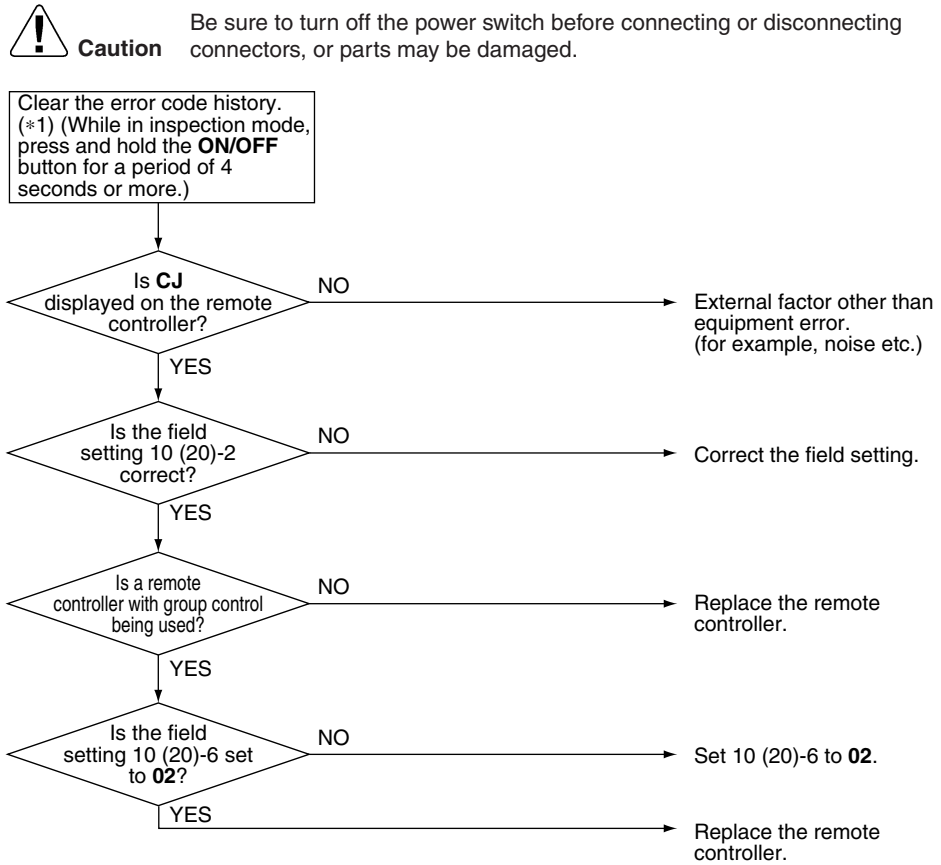 Caution
Be sure to turn off the power switch before connecting or disconnecting
connectors, or parts may be damaged.
Clear the error code history.
(*1) (While in inspection mode,
press and hold the ON/OFF
button for a period of 4
seconds or more.)
Is CJ
displayed on the remote
controller?
NO
External factor other than
equipment error.
(for example, noise etc.)
YES
Is the field
setting 10 (20)-2
correct?
NO
Correct the field setting.
YES
Is a remote
controller with group control
being used?
NO
Replace the remote
controller.
YES
Is the field
setting 10 (20)-6 set
to 02?
NO
Set 10 (20)-6 to 02.
YES
Replace the remote
controller.